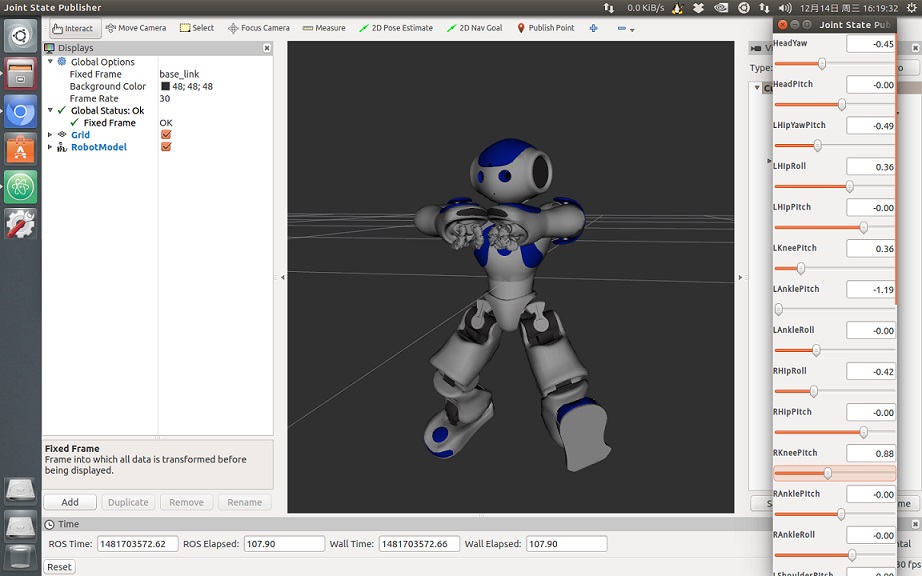 Joint State Publisher
0.0 KiB/s
12月14日 周三 16:19:32
Interact Move Camera Select Focus Camera Measure 2D Pose Estimate 2D Nav Goal Publish Point
Displays
Global Options
Fixed Frame base_link
Background Color 48; 48; 48
Frame Rate 30
Global Status: Ok
Fixed Frame OK
Grid
RobotModel
Fixed Frame
Frame into which all data is transformed before
being displayed.
Add Duplicate Remove Rename
Time
ROS Time: 1481703572.62 ROS Elapsed: 107.90 Wall Time: 1481703572.66 Wall Elapsed: 107.90
Reset
Type:
30 fps
Joint State Pub
HeadYaw -0.45
HeadPitch -0.00
LHipYawPitch -0.49
LHipRoll 0.36
LHipPitch -0.00
LKneePitch 0.36
LAnklePitch -1.19
LAnkleRoll -0.00
RHipRoll -0.42
RHipPitch -0.00
RKneePitch 0.88
RAnklePitch -0.00
RAnkleRoll -0.00
LShoulderPitch 0.00